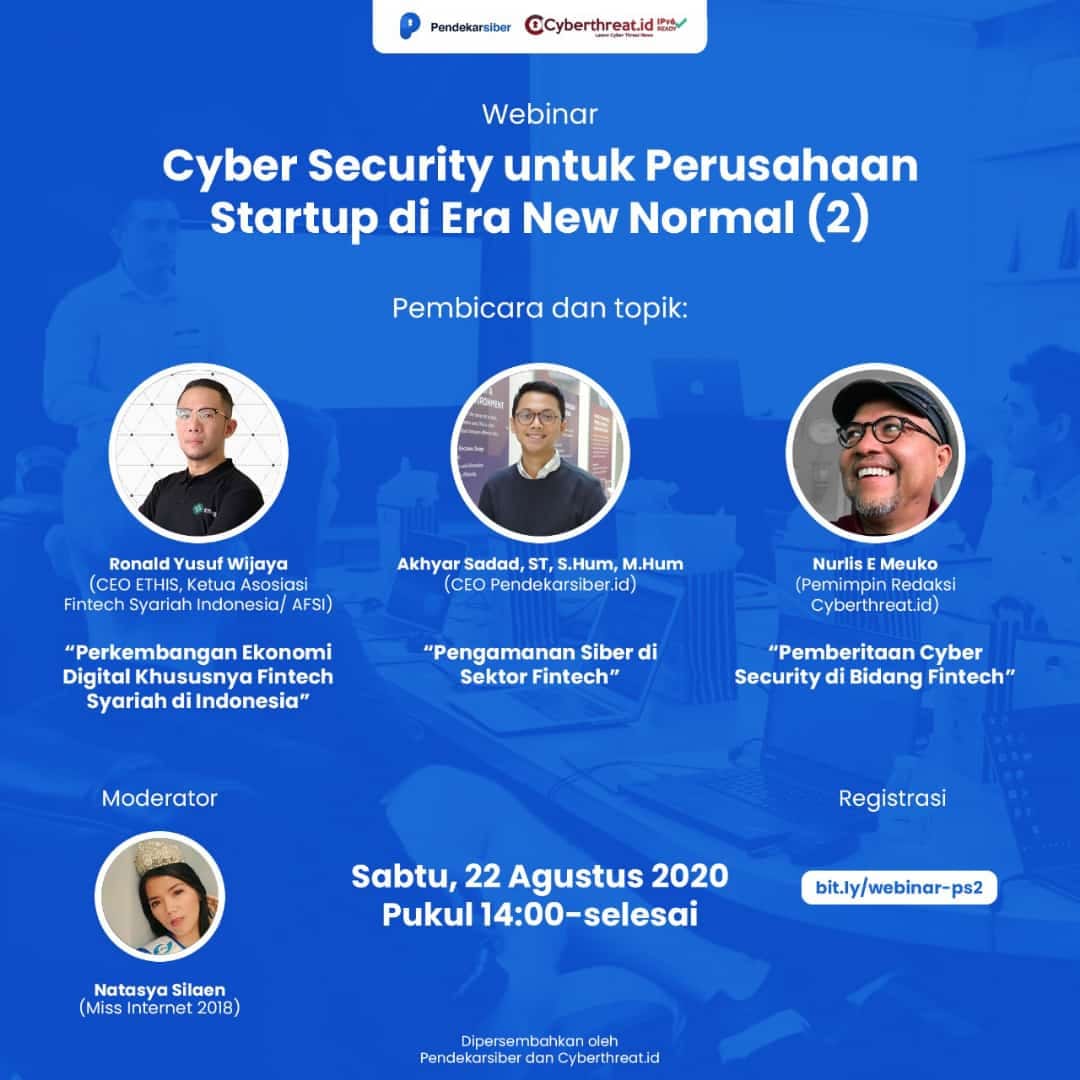 Pendekarsiber
Cyberthreat.id
IPv6
READY
Latest Cyber Threat News
Webinar
Cyber Security untuk Perusahaan
Startup di Era New Normal (2)
Pembicara dan topik:
Ronald Yusuf Wijaya
(CEO ETHIS, Ketua Asosiasi
Fintech Syariah Indonesia/ AFSI)
"Perkembangan Ekonomi
Digital Khususnya Fintech
Syariah di Indonesia"
Akhyar Sadad, ST, S.Hum, M.Hum
(CEO Pendekarsiber.id)
"Pengamanan Siber di
Sektor Fintech"
Nurlis E Meuko
(Pemimpin Redaksi
Cyberthreat.id)
"Pemberitaan Cyber
Security di Bidang Fintech"
Moderator
Natasya Silaen
(Miss Internet 2018)
Sabtu, 22 Agustus 2020
Pukul 14:00-selesai
Registrasi
bit.ly/webinar-ps2
Dipersembahkan oleh
Pendekarsiber dan Cyberthreat.id